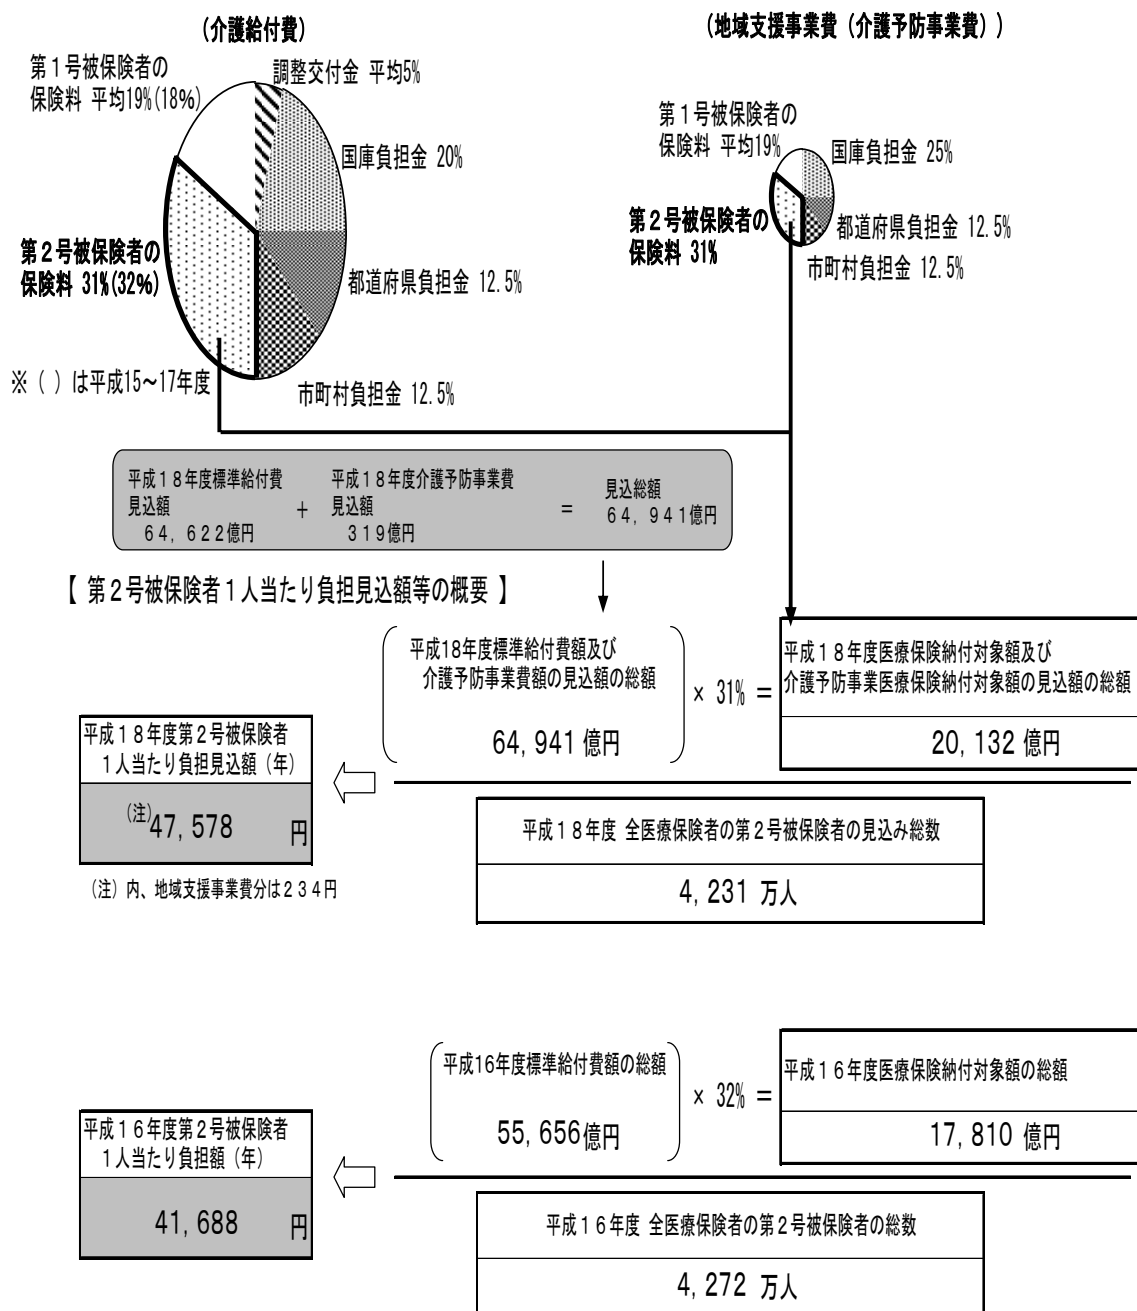 (介護給付費)
(地域支援事業費（介護予防事業費）)
第１号被保険者の
保険料 平均19%(18%)
調整交付金 平均5%
国庫負担金 20%
第２号被保険者の
保険料 31%(32%)
都道府県負担金 12.5%
※（ ）は平成15～17年度
市町村負担金 12.5%
第１号被保険者の
保険料 平均19%
国庫負担金 25%
第２号被保険者の
保険料 31%
都道府県負担金 12.5%
市町村負担金 12.5%
平成１８年度標準給付費
見込額
６４，６２２億円
＋
平成１８年度介護予防事業費
見込額
３１９億円
＝
見込総額
６４，９４１億円
【 第２号被保険者１人当たり負担見込額等の概要 】
平成18年度標準給付費額及び
介護予防事業費額の見込額の総額
64,941 億円
× 31% ＝
平成１８年度医療保険納付対象額及び
介護予防事業医療保険納付対象額の見込額の総額
20,132 億円
平成１８年度第２号被保険者
１人当たり負担見込額（年）
(注)47,578 円
(注) 内、地域支援事業費分は２３４円
平成１８年度 全医療保険者の第２号被保険者の見込み総数
4,231 万人
平成16年度標準給付費額の総額
55,656億円
× 32% ＝
平成１６年度医療保険納付対象額の総額
17,810 億円
平成１６年度第２号被保険者
１人当たり負担額（年）
41,688 円
平成１６年度 全医療保険者の第２号被保険者の総数
4,272 万人